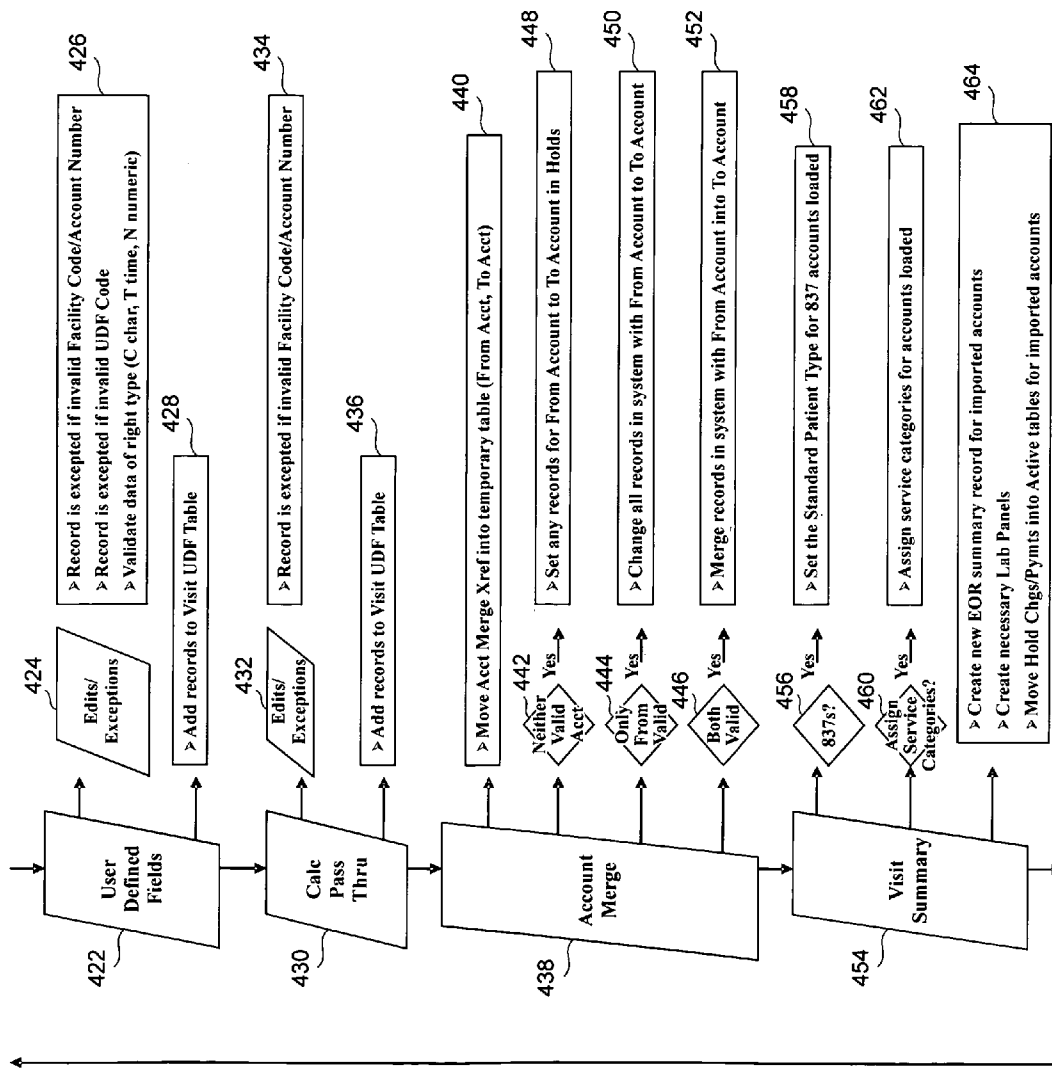 422
User
Defined
Fields
424
Edits/
Exceptions
426
➢ Record is excepted if invalid Facility Code/Account Number
➢ Record is excepted if invalid UDF Code
➢ Validate data of right type (C char, T time, N numeric)
428
➢ Add records to Visit UDF Table
430
Calc
Pass
Thru
432
Edits/
Exceptions
434
➢ Record is excepted if invalid Facility Code/Account Number
436
➢ Add records to Visit UDF Table
438
Account
Merge
440
➢ Move Acct Merge Xref into temporary table (From Acct, To Acct)
442
Neither
Valid
Acct
Yes
448
➢ Set any records for From Account to To Account in Holds
444
Only
From
Valid
Yes
450
➢ Change all records in system with From Account to To Account
446
Both
Valid
Yes
452
➢ Merge records in system with From Account into To Account
454
Visit
Summary
456
837s?
Yes
458
➢ Set the Standard Patient Type for 837 accounts loaded
460
Assign
Service
Categories?
Yes
462
➢ Assign service categories for accounts loaded
464
➢ Create new EOR summary record for imported accounts
➢ Create necessary Lab Panels
➢ Move Hold Chgs/Pymts into Active tables for imported accounts